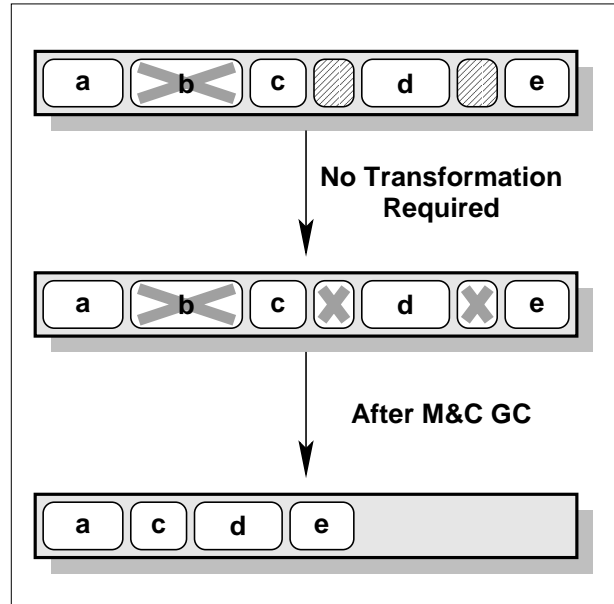 a b c d e
No Transformation
Required
a b c d e
After M&C GC
a c d e